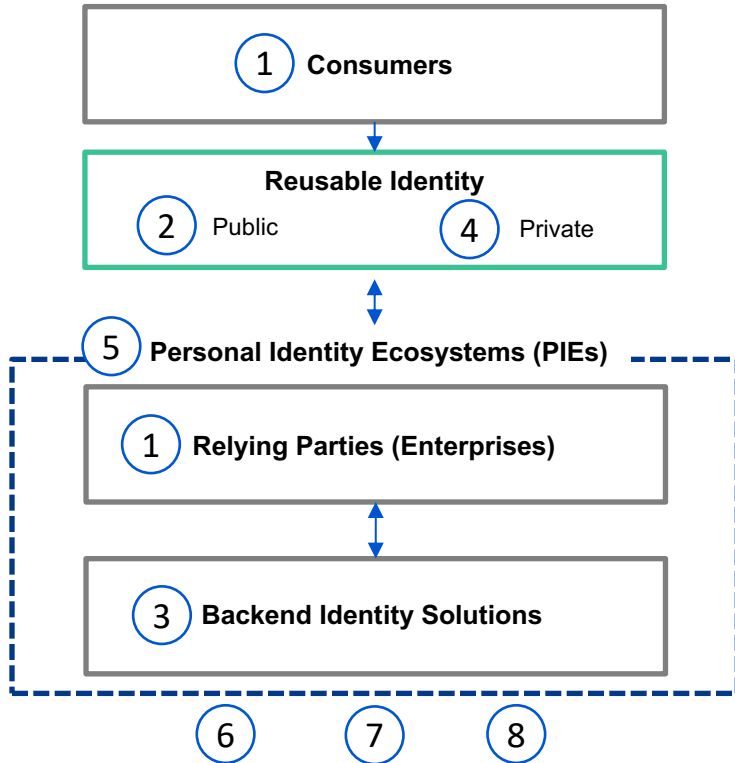 1 Consumers
Reusable Identity
2 Public 4 Private
5 Personal Identity Ecosystems (PIEs)
1 Relying Parties (Enterprises)
3 Backend Identity Solutions
6 7 8